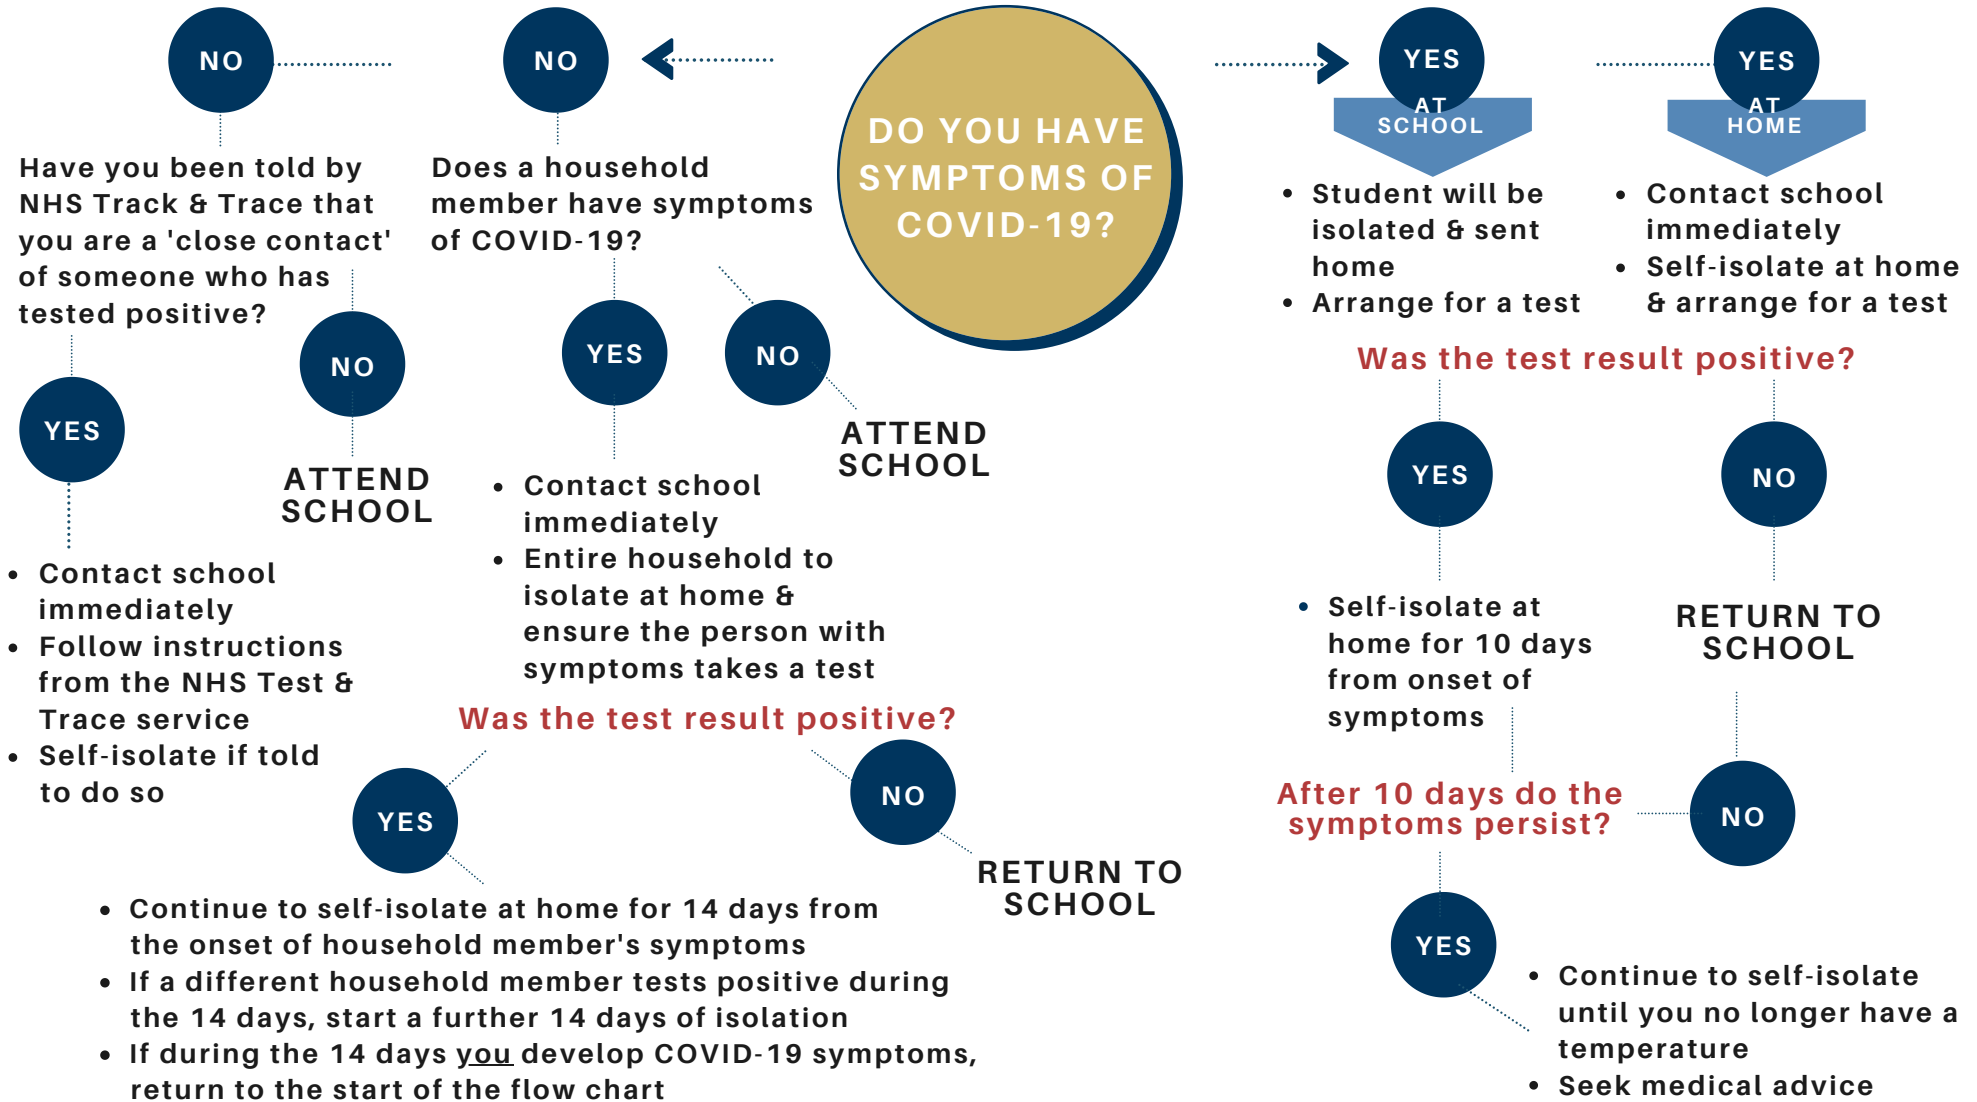 DO YOU HAVE
SYMPTOMS OF
COVID-19?
NO
Have you been told by
NHS Track & Trace that
you are a 'close contact'
of someone who has
tested positive?
NO
ATTEND
SCHOOL
YES
• Contact school
immediately
• Follow instructions
from the NHS Test &
Trace service
• Self-isolate if told
to do so
NO
Does a household
member have symptoms
of COVID-19?
YES
NO
ATTEND
SCHOOL
• Contact school
immediately
• Entire household to
isolate at home &
ensure the person with
symptoms takes a test
Was the test result positive?
YES
NO
RETURN TO
SCHOOL
• Continue to self-isolate at home for 14 days from
the onset of household member's symptoms
• If a different household member tests positive during
the 14 days, start a further 14 days of isolation
• If during the 14 days you develop COVID-19 symptoms,
return to the start of the flow chart
YES
AT
SCHOOL
• Student will be
isolated & sent
home
• Arrange for a test
YES
AT
HOME
• Contact school
immediately
• Self-isolate at home
& arrange for a test
Was the test result positive?
YES
NO
• Self-isolate at
home for 10 days
from onset of
symptoms
RETURN TO
SCHOOL
After 10 days do the
symptoms persist?
NO
YES
• Continue to self-isolate
until you no longer have a
temperature
• Seek medical advice